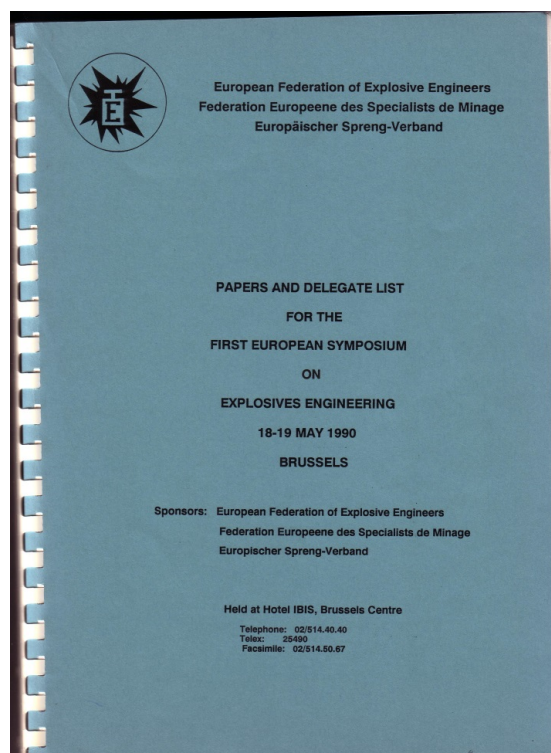 E
European Federation of Explosive Engineers
Federation Europeene des Specialists de Minage
Europäischer Spreng-Verband
PAPERS AND DELEGATE LIST
FOR THE
FIRST EUROPEAN SYMPOSIUM
ON
EXPLOSIVES ENGINEERING
18-19 MAY 1990
BRUSSELS
Sponsors: European Federation of Explosive Engineers
Federation Europeene des Specialists de Minage
Europischer Spreng-Verband
Held at Hotel IBIS, Brussels Centre
Telephone: 02/514.40.40
Telex: 25490
Facsimile: 02/514.50.67